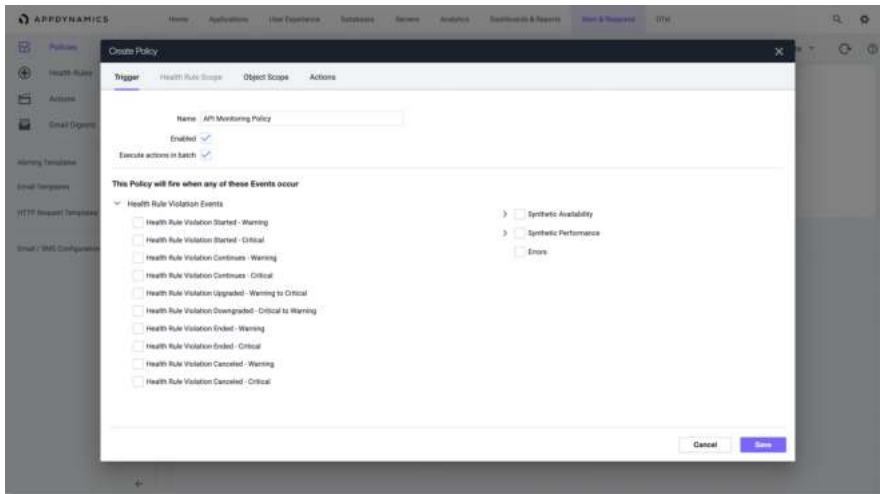 APPDYNAMICS
Home Applications User Experience Databases Servers Analytics Dashboards & Reports Alert & Respond OTel
Policies
Health Rules
Actions
Email Digests
Alerting Templates
Email Templates
HTTP Request Templates
Email / SMS Configuration
Create Policy
Trigger Health Rule Scope Object Scope Actions
Name API Monitoring Policy
Enabled
Execute actions in batch
This Policy will fire when any of these Events occur
Health Rule Violation Events
Health Rule Violation Started - Warning
Health Rule Violation Started - Critical
Health Rule Violation Continues - Warning
Health Rule Violation Continues - Critical
Health Rule Violation Upgraded - Warning to Critical
Health Rule Violation Downgraded - Critical to Warning
Health Rule Violation Ended - Warning
Health Rule Violation Ended - Critical
Health Rule Violation Canceled - Warning
Health Rule Violation Canceled - Critical
Synthetic Availability
Synthetic Performance
Errors
Cancel Save